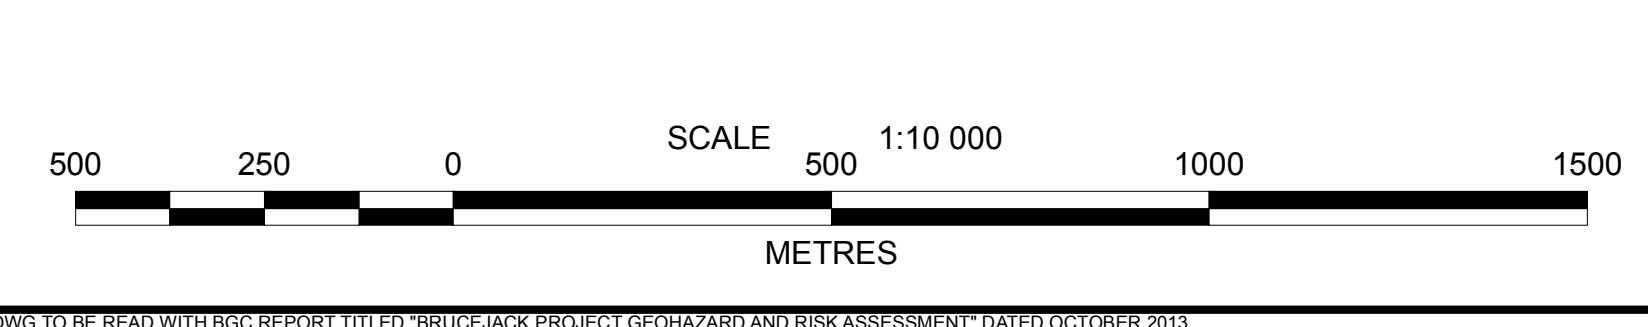 SCALE 1:10 000
500 250 0 500 1000 1500
METRES
DWG TO BE READ WITH BGC REPORT TITLED "BRUCEJACK PROJECT GEOHAZARD AND RISK ASSESSMENT" DATED OCTOBER 2013